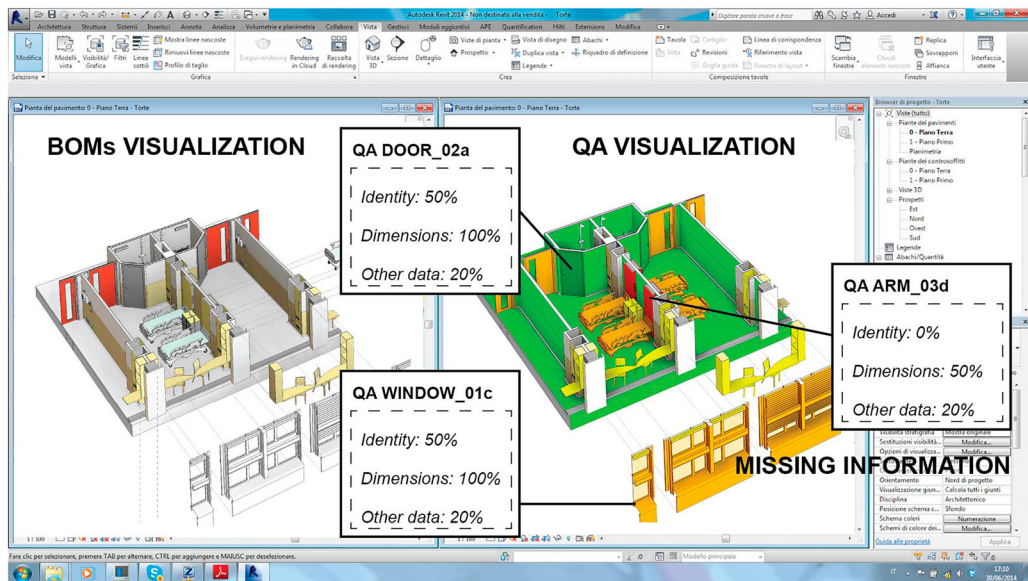 Autodesk Revit 2014 - Non destinato alla vendita - Torte
Digitare parola chiave o frase
Accedi
Architettura Struttura Sistemi Inserisci Annota Analizza Volumetrie e planimetria Collabora Vista Gestisci Moduli aggiuntivi APE Quantification Hilti Extensions Modifica
Modifica
Modelli vista
Visibilità/ Grafica
Filtri
Linee sottili
Mostra linee nascoste
Rimuovi linee nascoste
Profilo di taglio
Esegui rendering
Rendering in Cloud
Raccolta di rendering
Vista 3D
Sezione
Dettaglio
Viste di pianta
Prospetto
Vista di disegno
Duplica vista
Legende
Abachi
Riquadro di definizione
Tavola
Vista
Cartiglio
Revisioni
Griglia guida
Linea di corrispondenza
Riferimento vista
Finestre di layout
Scambia finestre
Chiudi elementi nascosti
Replica
Sovrapponi
Affianca
Interfaccia utente
Seleziona
Grafica
Crea
Composizione tavole
Finestre
Pianta del pavimento: 0 - Piano Terra - Torte
Pianta del pavimento: 0 - Piano Terra - Torte
BOMs VISUALIZATION
QA VISUALIZATION
QA DOOR_02a
Identity: 50%
Dimensions: 100%
Other data: 20%
QA WINDOW_01c
Identity: 50%
Dimensions: 100%
Other data: 20%
QA ARM_03d
Identity: 0%
Dimensions: 50%
Other data: 20%
MISSING INFORMATION
Browser di progetto - Torte
Viste (tutto)
Piante dei pavimenti
0 - Piano Terra
1 - Piano Primo
Planimetria
Piante dei controsoffitti
0 - Piano Terra
1 - Piano Primo
Viste 3D
Prospetti
Est
Nord
Ovest
Sud
Legende
Abachi/Quantità
Visibilità stratigrafia Mostra originale
Sostituzioni visibilità... Modifica...
Opzioni di visualizza... Modifica...
Orientamento Nord di progetto
Visualizzazione giun... Calcola tutti i giunti
Disciplina Architettonico
Posizione schema c... Sfondo
Schema colori Numerazione
Schemi di colore dei... Modifica...
Guida alle proprietà
Applica
1 : 100
1 : 100
Fare clic per selezionare, premere TAB per alternare, CTRL per aggiungere e MAIUSC per deselezionare.
Modello principale
IT
17:10
30/06/2014